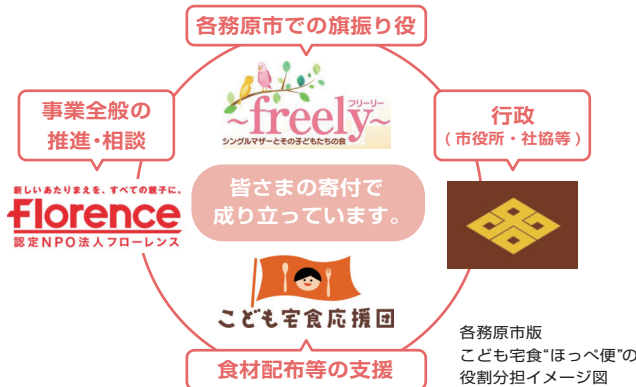 各務原市での旗振り役
フリーリー
～freely～
シングルマザーとその子どもたちの会
事業全般の
推進・相談
行政
(市役所・社協等)
新しいあたりまえを、すべての親子に。
Florence
認定NPO法人フローレンス
皆さまの寄付で
成り立っています。
こども宅食応援団
食材配布等の支援
各務原市版
こども宅食“ほっぺ便”の
役割分担イメージ図